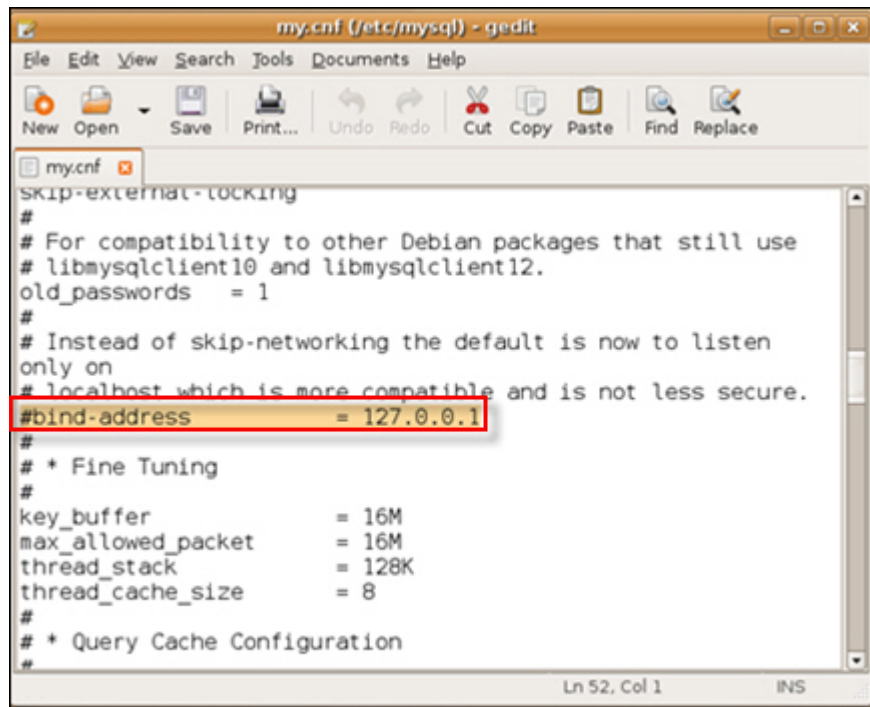 my.cnf (/etc/mysql) - gedit
File Edit View Search Tools Documents Help
New Open Save Print... Undo Redo Cut Copy Paste Find Replace
my.cnf
skip-external-locking
#
# For compatibility to other Debian packages that still use
# libmysqlclient10 and libmysqlclient12.
old_passwords = 1
#
# Instead of skip-networking the default is now to listen
only on
# localhost which is more compatible and is not less secure.
#bind-address = 127.0.0.1
#
# * Fine Tuning
#
key_buffer = 16M
max_allowed_packet = 16M
thread_stack = 128K
thread_cache_size = 8
#
# * Query Cache Configuration
#
Ln 52, Col 1 INS